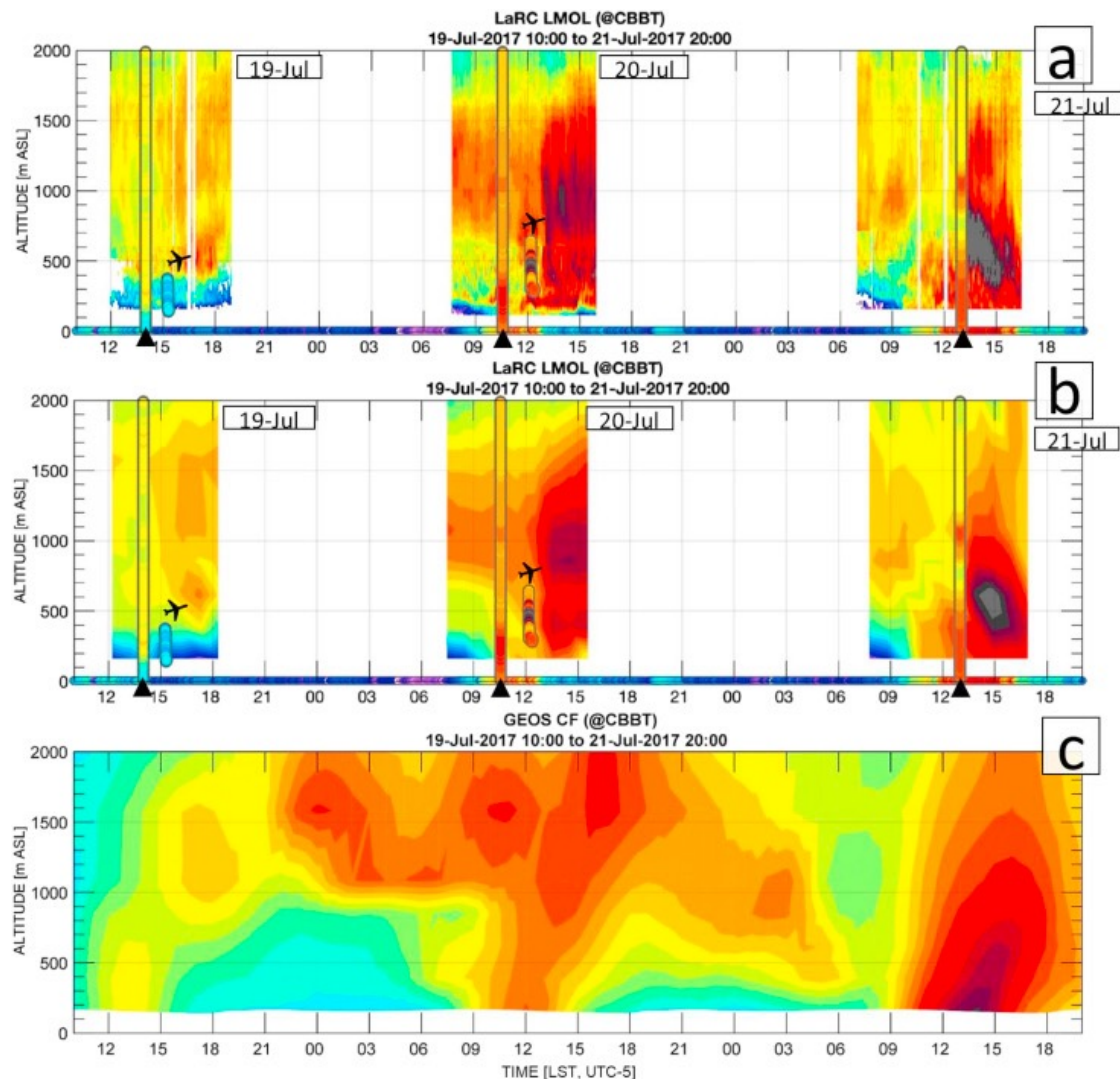 LaRC LMOL (@CBBT)
19-Jul-2017 10:00 to 21-Jul-2017 20:00
a
19-Jul
20-Jul
21-Jul
ALTITUDE [m ASL]
2000
1500
1000
500
0
12 15 18 21 00 03 06 09 12 15 18 21 00 03 06 09 12 15 18
LaRC LMOL (@CBBT)
19-Jul-2017 10:00 to 21-Jul-2017 20:00
b
19-Jul
20-Jul
21-Jul
ALTITUDE [m ASL]
2000
1500
1000
500
0
12 15 18 21 00 03 06 09 12 15 18 21 00 03 06 09 12 15 18
GEOS CF (@CBBT)
19-Jul-2017 10:00 to 21-Jul-2017 20:00
c
ALTITUDE [m ASL]
2000
1500
1000
500
0
12 15 18 21 00 03 06 09 12 15 18 21 00 03 06 09 12 15 18
TIME [LST, UTC-5]